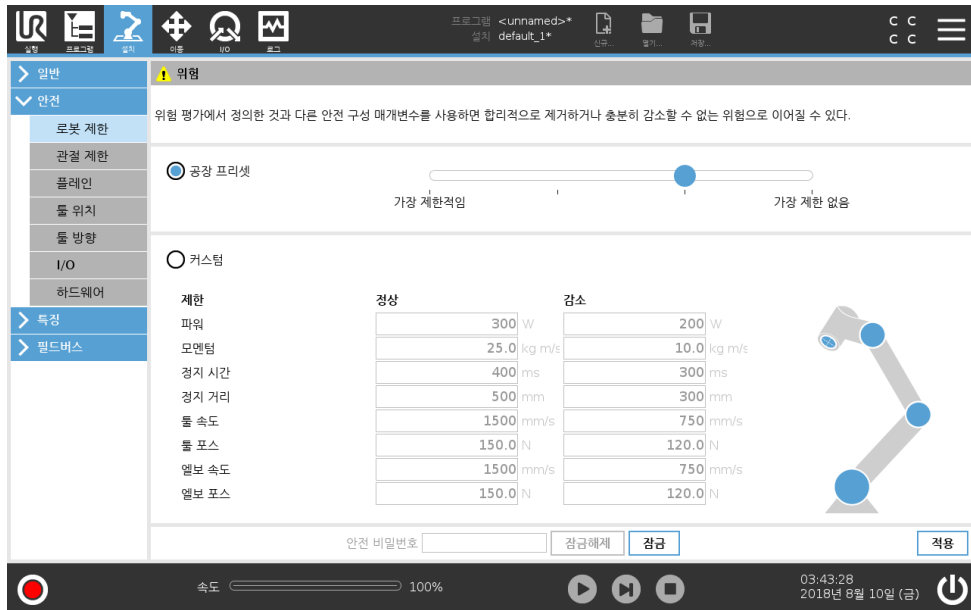 프로그램 <unnamed>*
설치 default_1*
UR
실행 프로그램 설치 이동 I/O 로그
신규... 열기... 저장...
C C
C C
일반
안전
로봇 제한
관절 제한
플레인
툴 위치
툴 방향
I/O
하드웨어
특징
필드버스
위험
위험 평가에서 정의한 것과 다른 안전 구성 매개변수를 사용하면 합리적으로 제거하거나 충분히 감소할 수 없는 위험으로 이어질 수 있다.
공장 프리셋
가장 제한적임 가장 제한 없음
커스텀
제한 정상 감소
파워 300 W 200 W
모멘텀 25.0 kg m/s 10.0 kg m/s
정지 시간 400 ms 300 ms
정지 거리 500 mm 300 mm
툴 속도 1500 mm/s 750 mm/s
툴 포스 150.0 N 120.0 N
엘보 속도 1500 mm/s 750 mm/s
엘보 포스 150.0 N 120.0 N
안전 비밀번호 잠금해제 잠금 적용
속도 100%
03:43:28
2018년 8월 10일 (금)